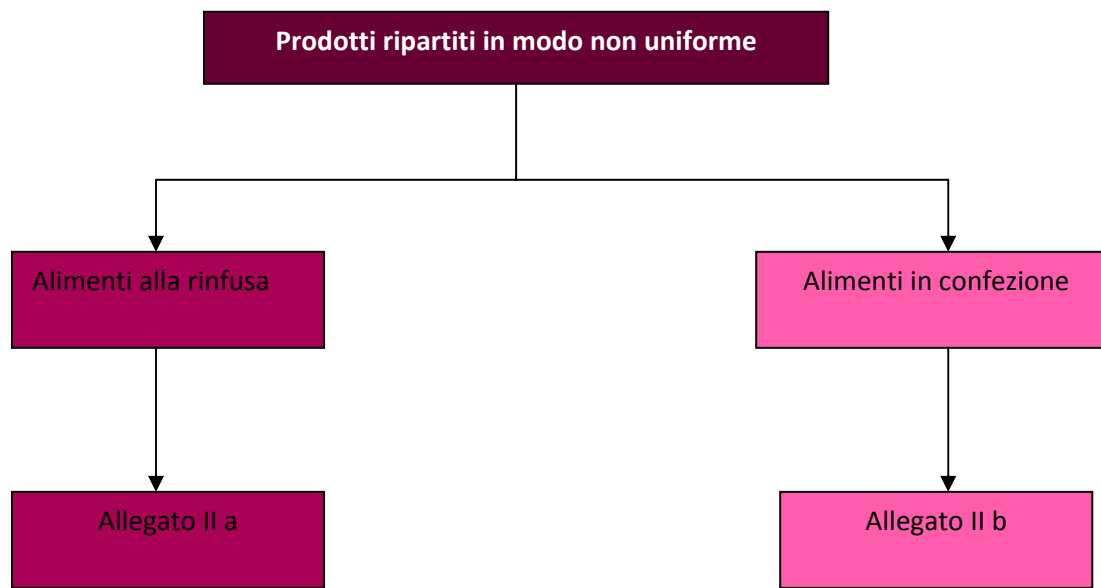 Prodotti ripartiti in modo non uniforme
Alimenti alla rinfusa
Alimenti in confezione
Allegato II a
Allegato II b